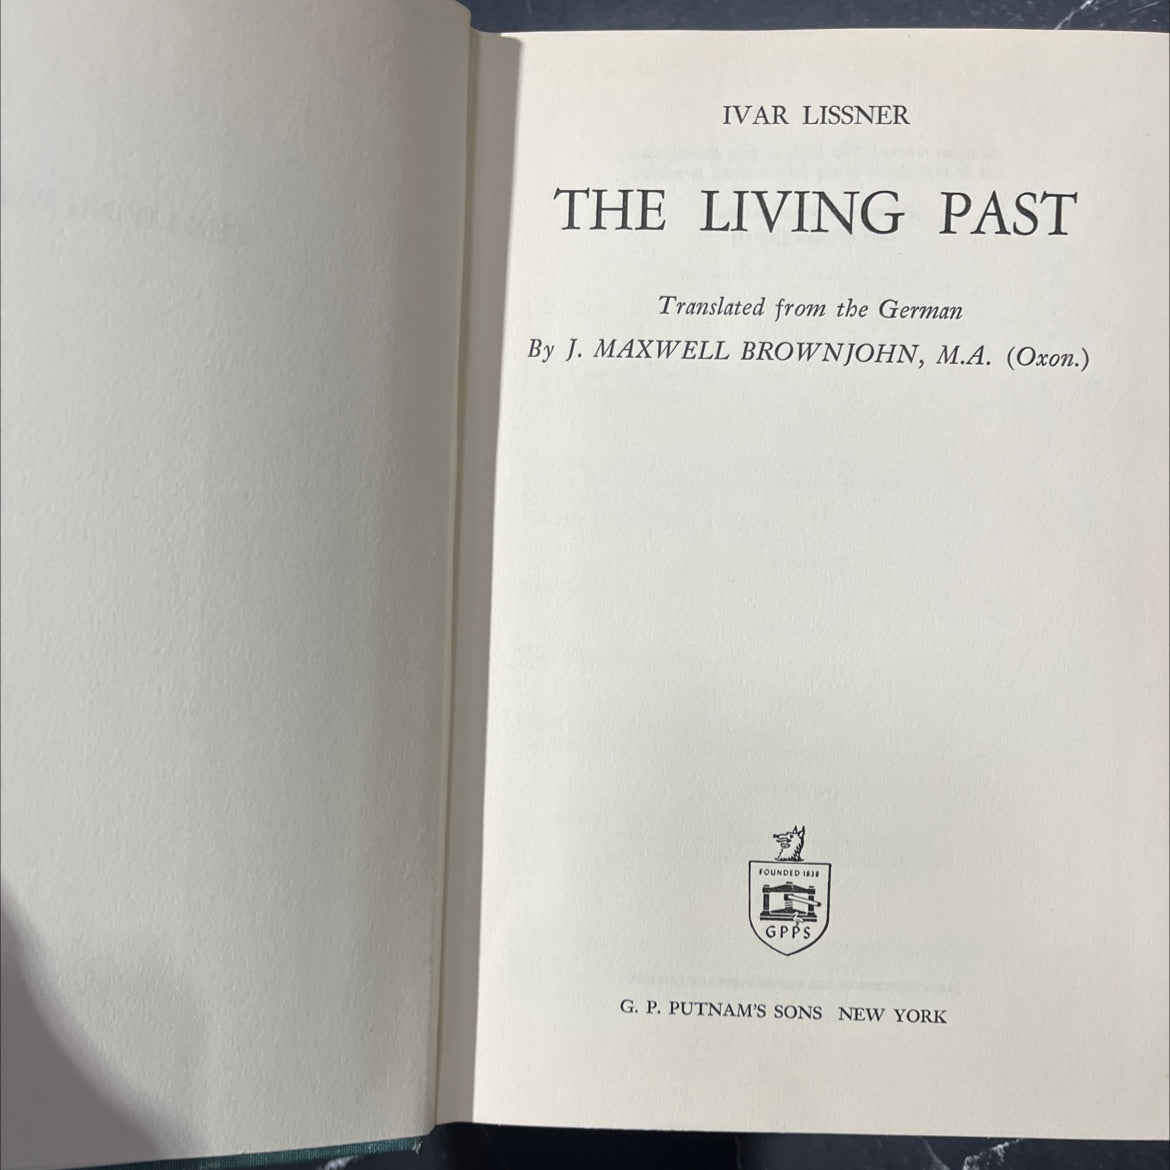 IVAR LISSNER
THE LIVING PAST
Translated from the German
By J. MAXWELL BROWNJOHN, M.A. (Oxon.)
FOUNDED 1838
GPPS
G. P. PUTNAM'S SONS NEW YORK